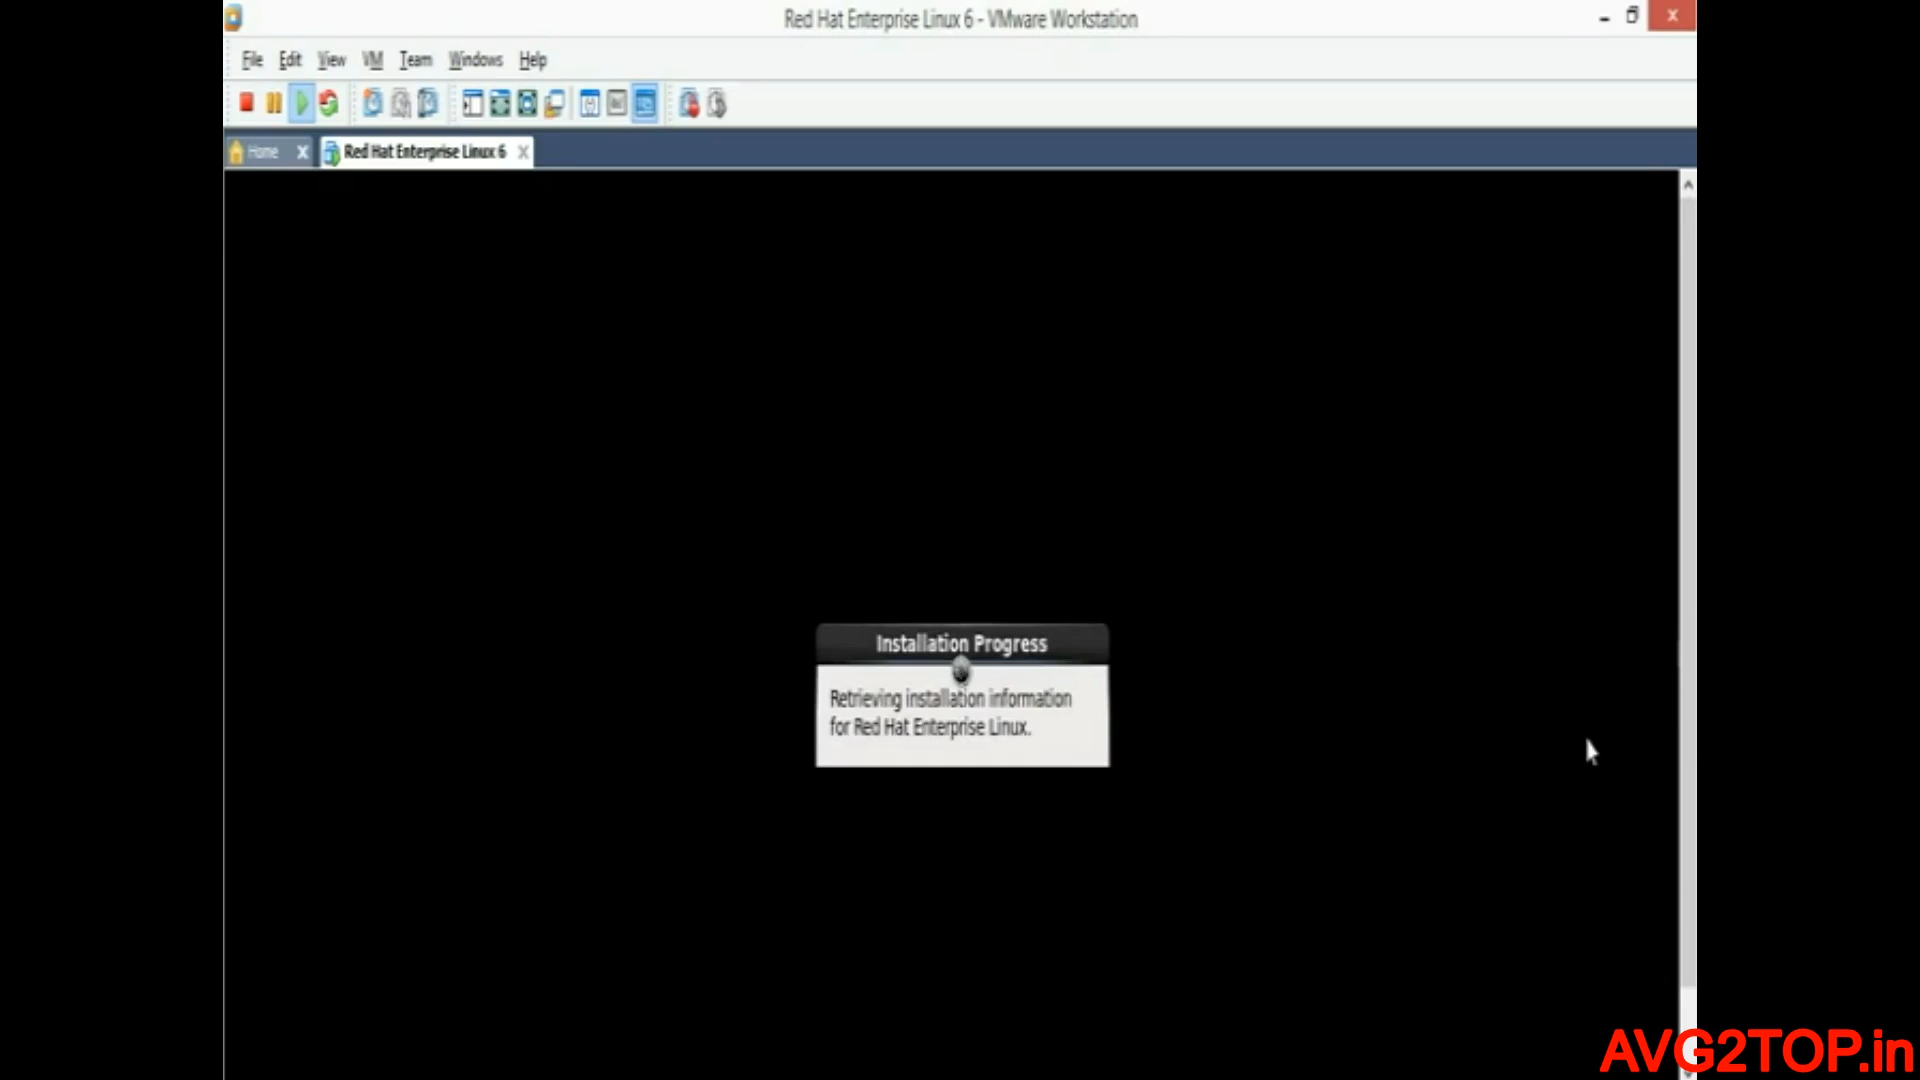 Red Hat Enterprise Linux 6 - VMware Workstation
File Edit View VM Team Windows Help
Home Red Hat Enterprise Linux 6
Installation Progress
Retrieving installation information
for Red Hat Enterprise Linux.
AVG2TOP.in